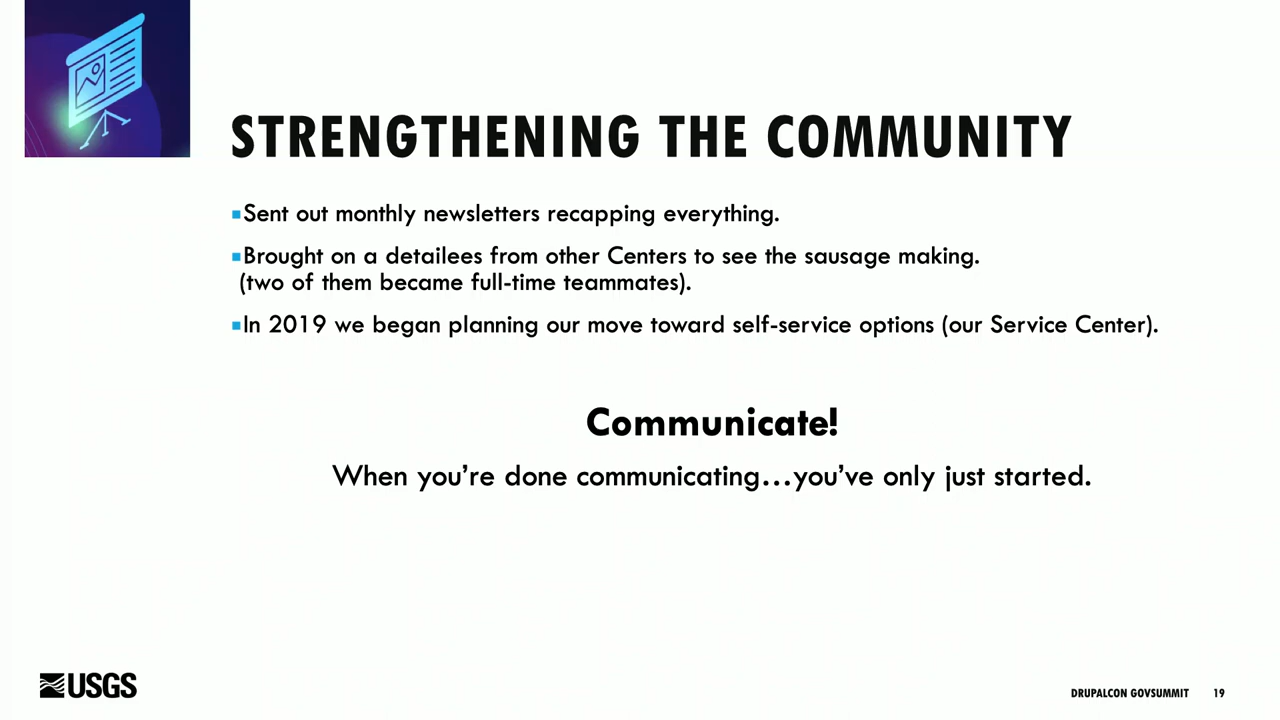 STRENGTHENING THE COMMUNITY
Sent out monthly newsletters recapping everything.
Brought on a detailees from other Centers to see the sausage making.
(two of them became full-time teammates).
In 2019 we began planning our move toward self-service options (our Service Center).
Communicate!
When you’re done communicating…you’ve only just started.
USGS
DRUPALCON GOVSUMMIT 19